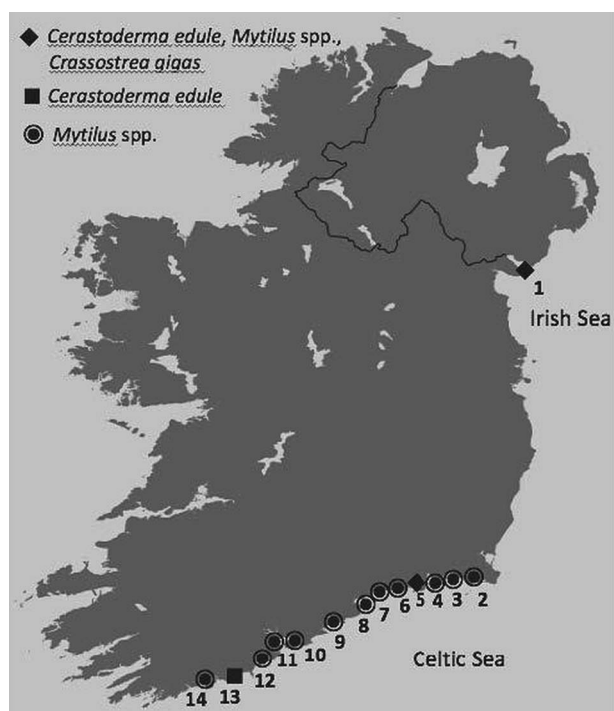 Cerastoderma edule, Mytilus spp.,
Crassostrea gigas
Cerastoderma edule
Mytilus spp.
1
Irish Sea
14 13 12 11 10 9 8 7 6 5 4 3 2
Celtic Sea